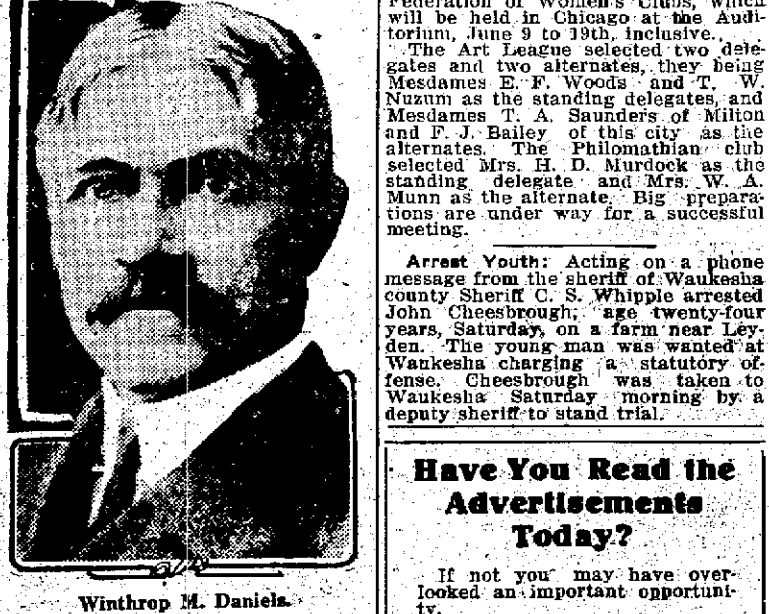 Winthrop M. Daniels.
Federation of Women's Clubs, which
will be held in Chicago at the Audi-
torium, June 9 to 19th, inclusive.
The Art League selected two dele-
gates and two alternates, they being
Mesdames E. F. Woods and T. W.
Nuzum as the standing delegates, and
Mesdames T. A. Saunders of Milton
and F. J. Bailey of this city as the
alternates. The Philomathian club
selected Mrs. H. D. Murdock as the
standing delegate and Mrs. W. A.
Munn as the alternate. Big prepara-
tions are under way for a successful
meeting.
Arrest Youth: Acting on a phone
message from the sheriff of Waukesha
county Sheriff C. S. Whipple arrested
John Cheesbrough, age twenty-four
years, Saturday, on a farm near Ley-
den. The young man was wanted at
Waukesha charging a statutory of-
fense. Cheesbrough was taken to
Waukesha Saturday morning by a
deputy sheriff to stand trial.
Have You Read the
Advertisements
Today?
If not you may have over-
looked an important opportuni-
ty.